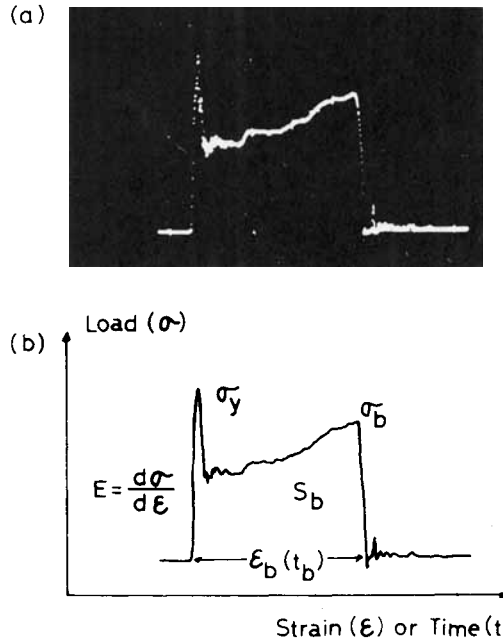 (a)
(b)
Load (σ)
σy
σb
E = dσ/dε
Sb
εb (tb)
Strain (ε) or Time (t